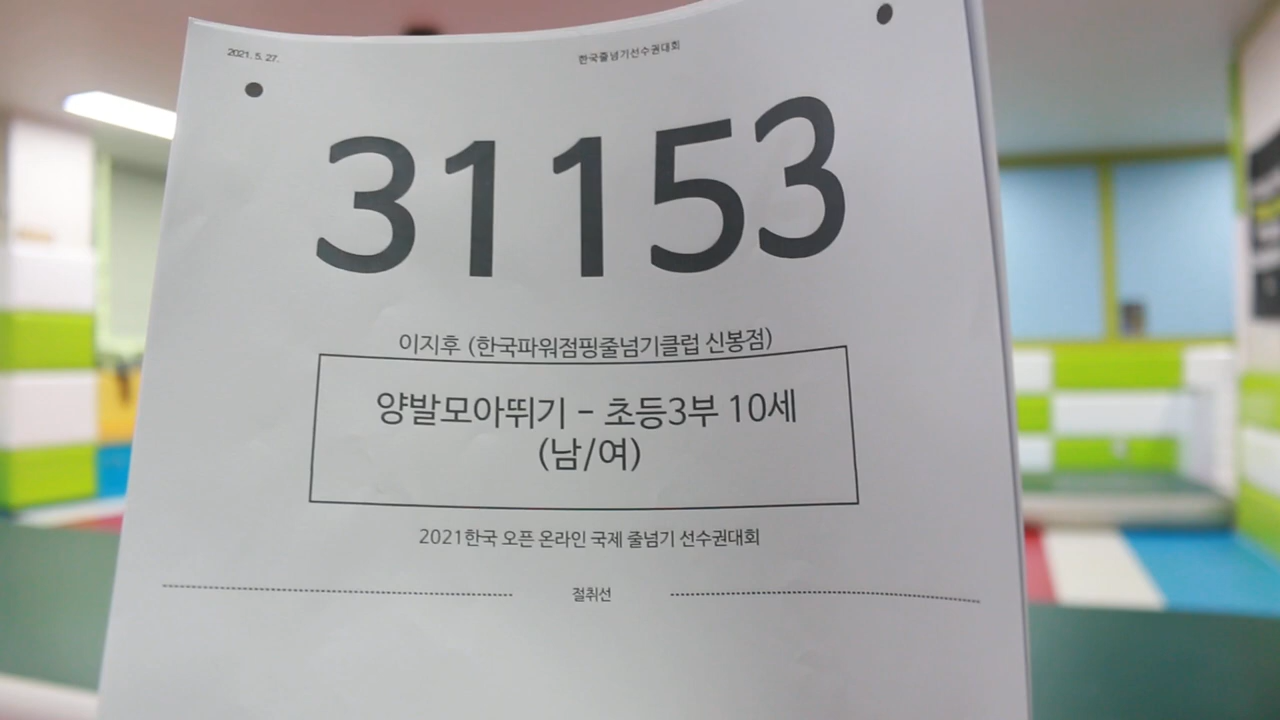 2021. 5. 27.
한국줄넘기선수권대회
31153
이지후 (한국파워점핑줄넘기클럽 신봉점)
양발모아뛰기 - 초등3부 10세
(남/여)
2021한국 오픈 온라인 국제 줄넘기 선수권대회
절취선